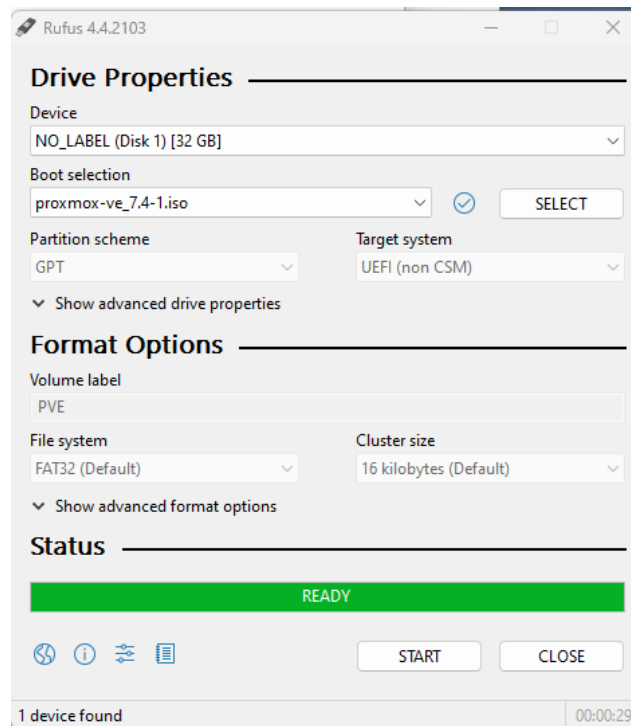 Rufus 4.4.2103
Drive Properties
Device
NO_LABEL (Disk 1) [32 GB]
Boot selection
proxmox-ve_7.4-1.iso
SELECT
Partition scheme
Target system
GPT
UEFI (non CSM)
Show advanced drive properties
Format Options
Volume label
PVE
File system
Cluster size
FAT32 (Default)
16 kilobytes (Default)
Show advanced format options
Status
READY
START
CLOSE
1 device found
00:00:29